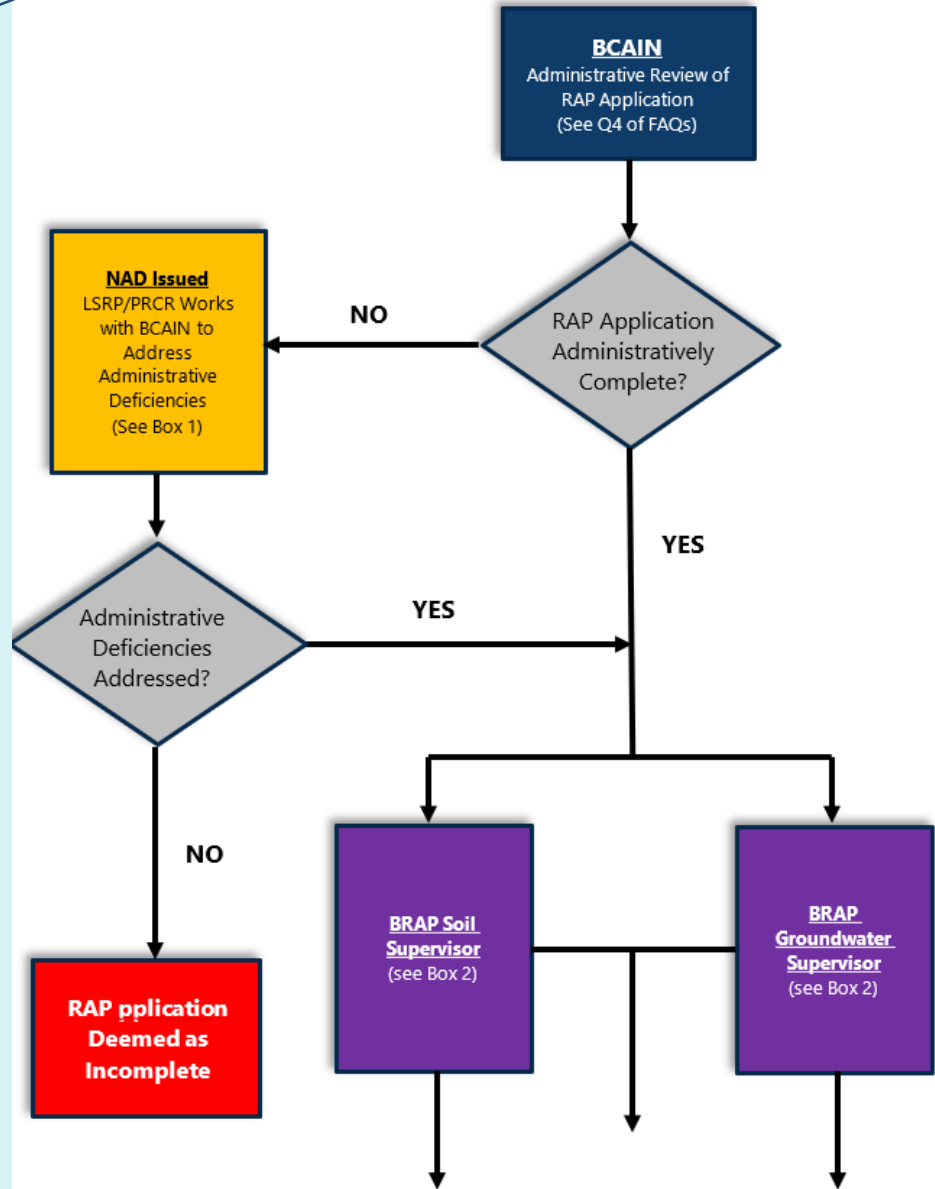 BCAIN
Administrative Review of
RAP Application
(See Q4 of FAQs)
RAP Application
Administratively
Complete?
NO
NAD Issued
LSRP/PRCR Works
with BCAIN to
Address
Administrative
Deficiencies
(See Box 1)
YES
Administrative
Deficiencies
Addressed?
YES
NO
RAP pplication
Deemed as
Incomplete
BRAP Soil
Supervisor
(see Box 2)
BRAP
Groundwater
Supervisor
(see Box 2)